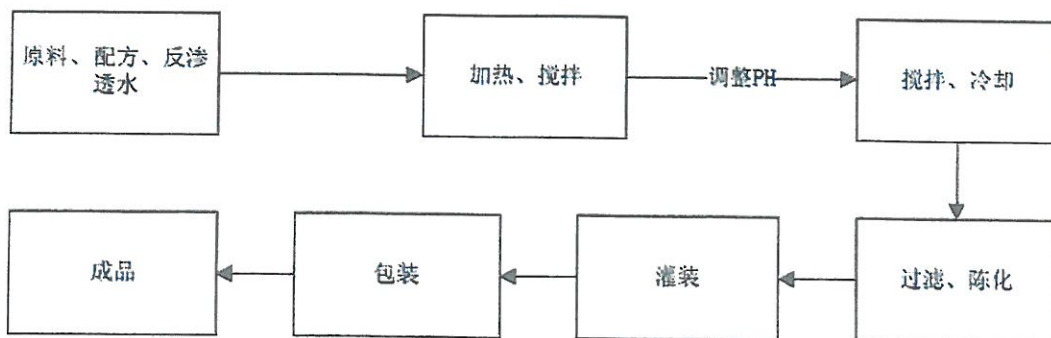 原料、配方、反渗
透水
加热、搅拌
调整PH
搅拌、冷却
成品
包装
灌装
过滤、陈化